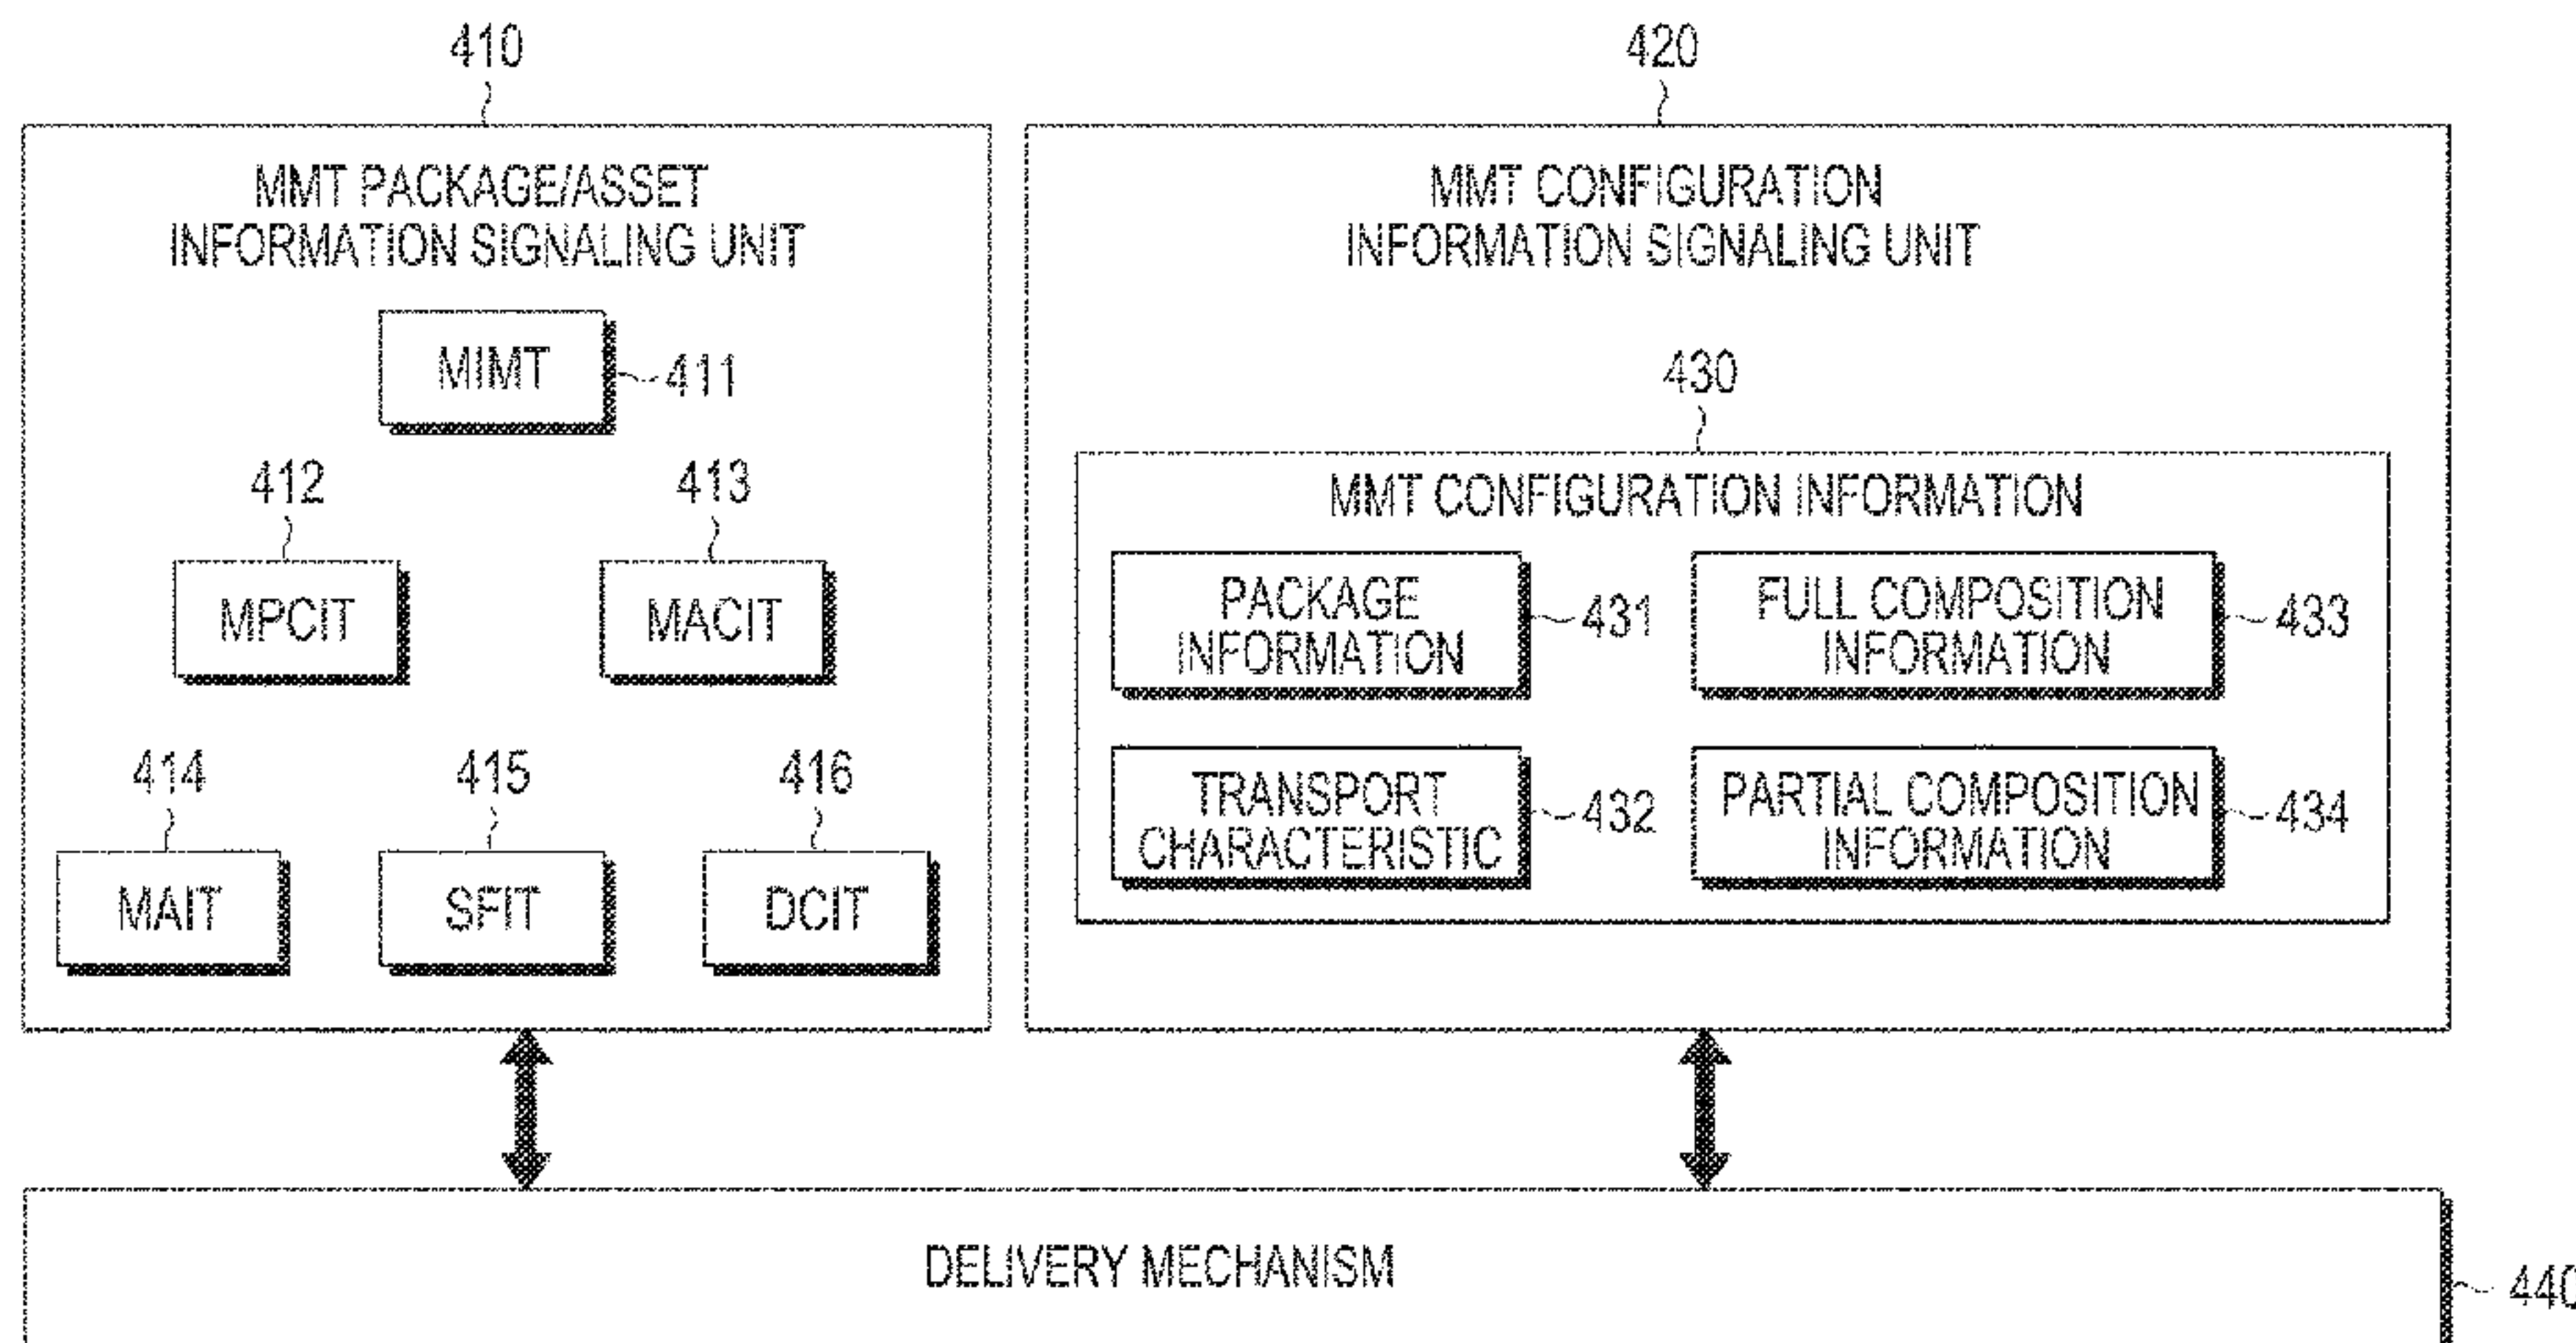 410
420
MMT PACKAGE/ASSET
INFORMATION SIGNALING UNIT
MIMT
411
412
413
MPCIT
MACIT
414
415
416
MAIT
SFIT
DCIT
MMT CONFIGURATION
INFORMATION SIGNALING UNIT
430
MMT CONFIGURATION INFORMATION
PACKAGE
INFORMATION
431
FULL COMPOSITION
INFORMATION
433
TRANSPORT
CHARACTERISTIC
432
PARTIAL COMPOSITION
INFORMATION
434
DELIVERY MECHANISM
440